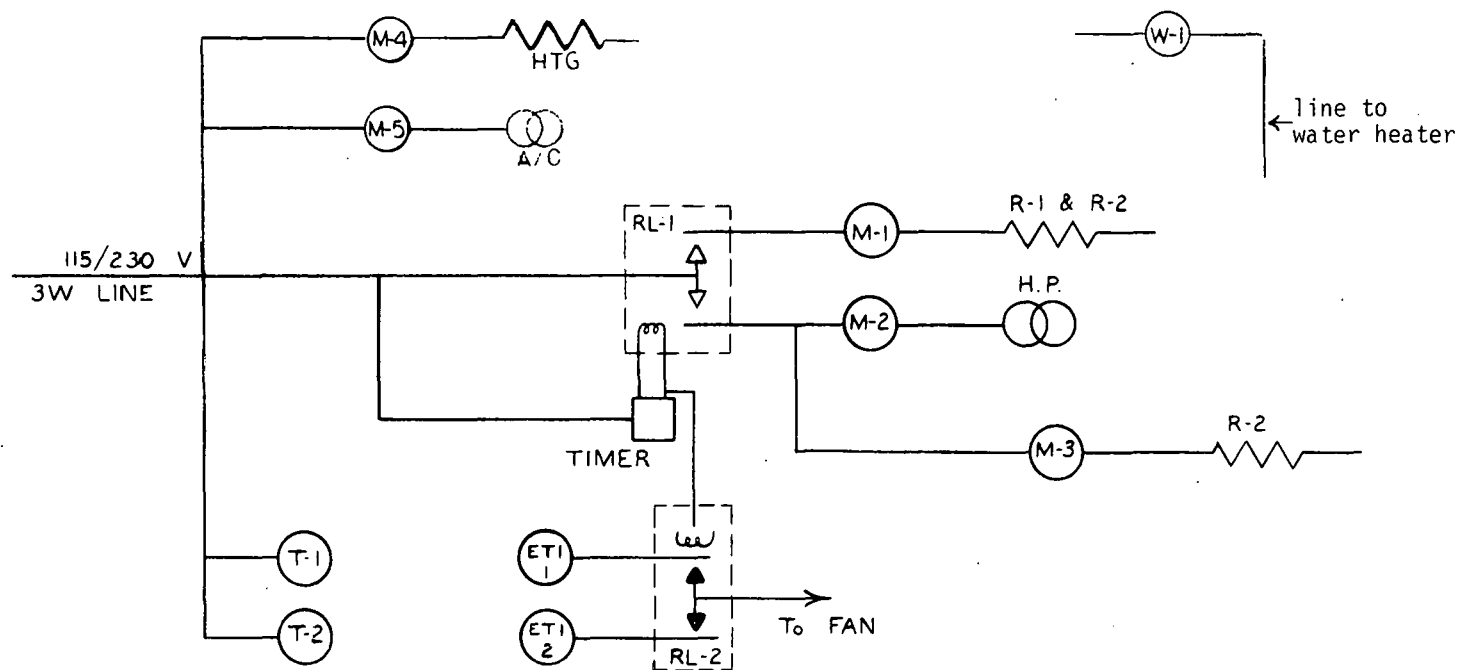 M-4
HTG
W-1
line to
water heater
M-5
A/C
RL-1
M-1
R-1 & R-2
115/230 V
3W LINE
H.P.
M-2
TIMER
M-3
R-2
T-1
ETI
1
To FAN
T-2
ETI
2
RL-2